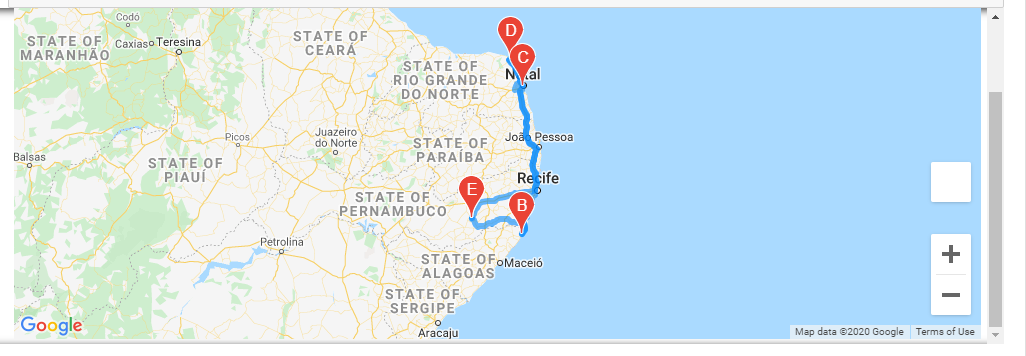 Codó
STATE OF
MARANHÃO
Caxias
Teresina
STATE OF
CEARÁ
D
C
Natal
STATE OF
RIO GRANDE
DO NORTE
Picos
Juazeiro
do Norte
João Pessoa
STATE OF
PARAÍBA
Balsas
STATE OF
PIAUÍ
Recife
E
STATE OF
PERNAMBUCO
B
Petrolina
STATE OF
ALAGOAS
Maceió
STATE OF
SERGIPE
Aracaju
Google
Map data ©2020 Google
Terms of Use